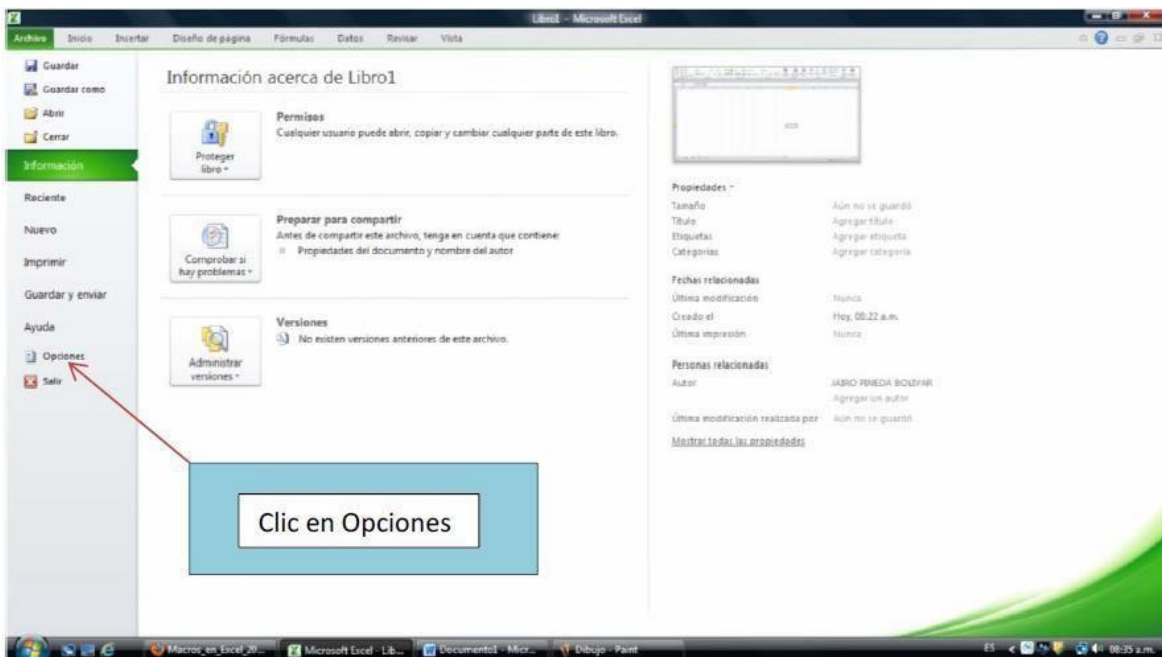 Libro1 - Microsoft Excel
Archivo Inicio Insertar Diseño de página Fórmulas Datos Revisar Vista
Guardar
Guardar como
Abrir
Cerrar
Información
Reciente
Nuevo
Imprimir
Guardar y enviar
Ayuda
Opciones
Salir
Información acerca de Libro1
Proteger
libro
Permisos
Cualquier usuario puede abrir, copiar y cambiar cualquier parte de este libro.
Comprobar si
hay problemas
Preparar para compartir
Antes de compartir este archivo, tenga en cuenta que contiene:
Propiedades del documento y nombre del autor
Administrar
versiones
Versiones
No existen versiones anteriores de este archivo.
Propiedades
Tamaño Aún no se guardó
Título Agregar título
Etiquetas Agregar etiqueta
Categorías Agregar categoría
Fechas relacionadas
Última modificación Nunca
Creado el Hoy, 08:22 a.m.
Última impresión Nunca
Personas relacionadas
Autor JAIRO PINEDA BOLIVAR
Agregar un autor
Última modificación realizada por Aún no se guardó
Mostrar todas las propiedades
Clic en Opciones
Macros_en_Excel_20... Microsoft Excel - Lib... Documento1 - Micr... Dibujo - Paint ES 08:35 a.m.